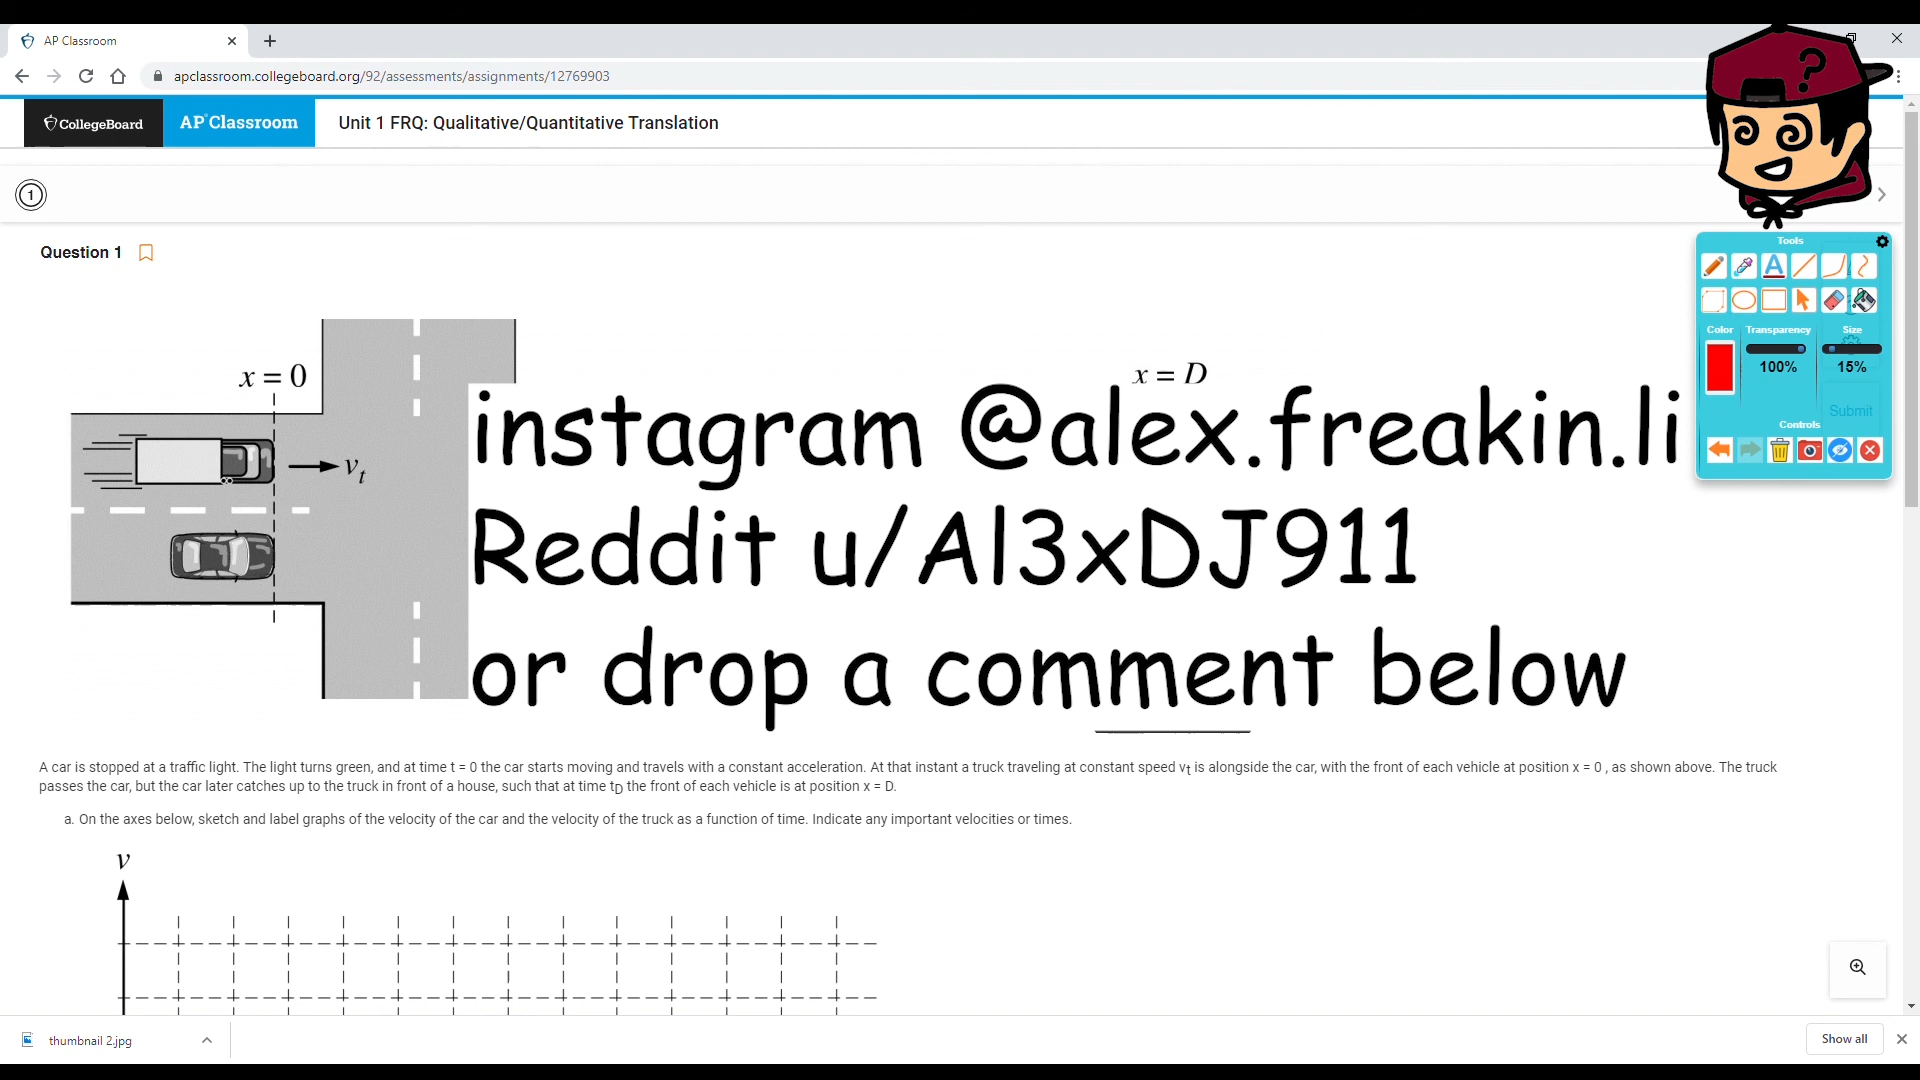 AP Classroom
apclassroom.collegeboard.org/92/assessments/assignments/12769903
CollegeBoard
AP Classroom
Unit 1 FRQ: Qualitative/Quantitative Translation
1
?
Question 1
Tools
Color Transparency Size
100% 15%
Submit
Controls
x = 0
x = D
vt
instagram @alex.freakin.li
Reddit u/Al3xDJ911
or drop a comment below
A car is stopped at a traffic light. The light turns green, and at time t = 0 the car starts moving and travels with a constant acceleration. At that instant a truck traveling at constant speed vt is alongside the car, with the front of each vehicle at position x = 0 , as shown above. The truck
passes the car, but the car later catches up to the truck in front of a house, such that at time tD the front of each vehicle is at position x = D.
a. On the axes below, sketch and label graphs of the velocity of the car and the velocity of the truck as a function of time. Indicate any important velocities or times.
v
thumbnail 2.jpg
Show all